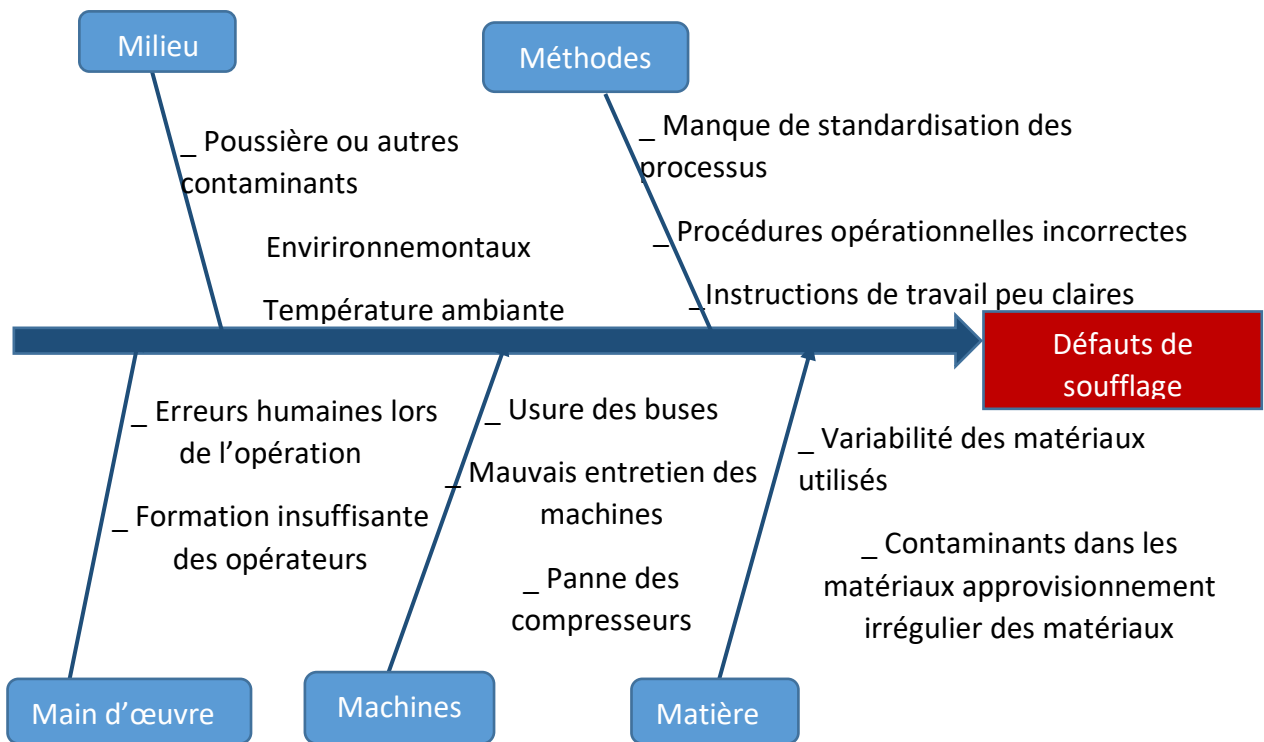 Milieu
Méthodes
_ Poussière ou autres
contaminants
Envirironnemontaux
Température ambiante
_ Manque de standardisation des
processus
_ Procédures opérationnelles incorrectes
_Instructions de travail peu claires
Défauts de
soufflage
_ Erreurs humaines lors
de l’opération
_ Formation insuffisante
des opérateurs
_ Usure des buses
_ Mauvais entretien des
machines
_ Panne des
compresseurs
_ Variabilité des matériaux
utilisés
_ Contaminants dans les
matériaux approvisionnement
irrégulier des matériaux
Main d’œuvre
Machines
Matière